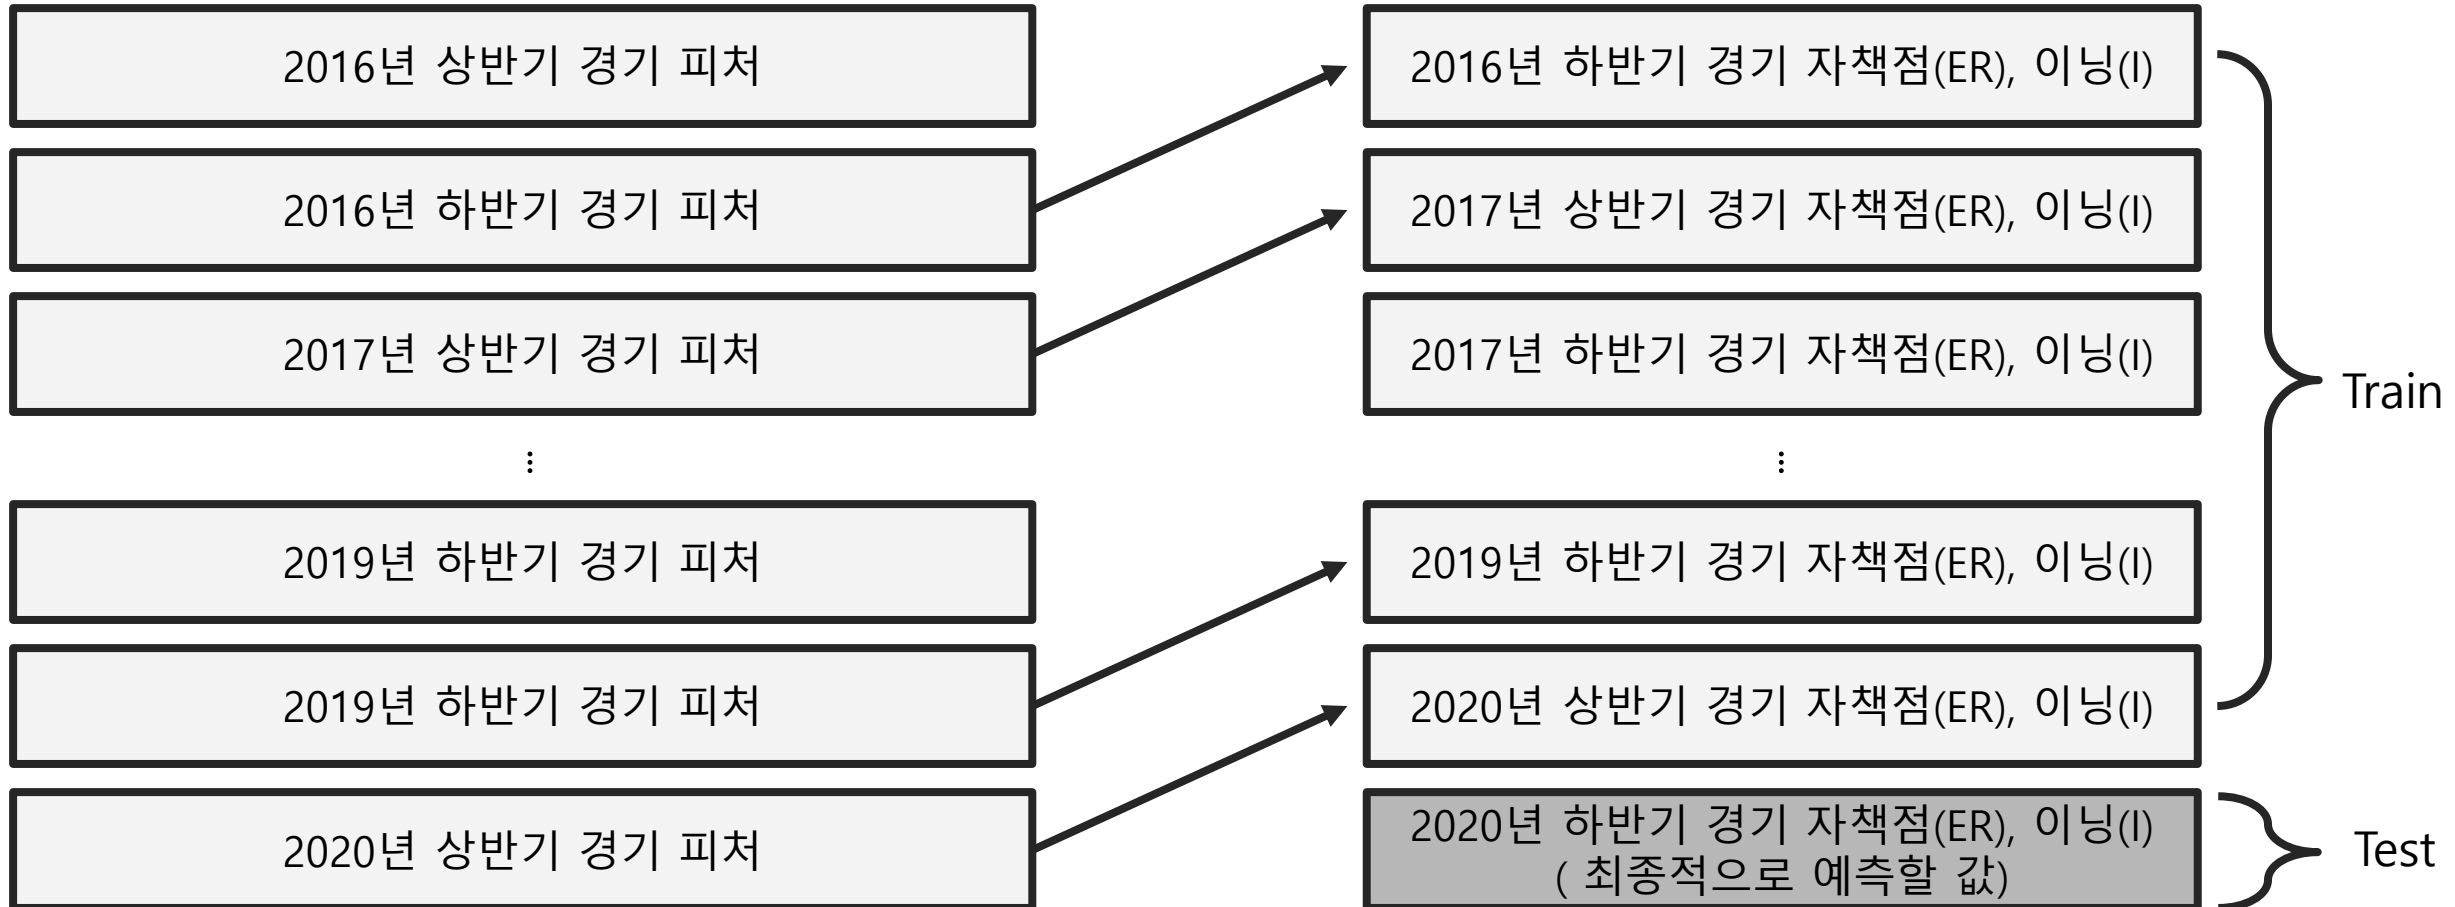 2016년 상반기 경기 피처
2016년 하반기 경기 자책점(ER), 이닝(I)
2016년 하반기 경기 피처
2017년 상반기 경기 자책점(ER), 이닝(I)
2017년 상반기 경기 피처
2017년 하반기 경기 자책점(ER), 이닝(I)
Train
⋮
⋮
2019년 하반기 경기 피처
2019년 하반기 경기 자책점(ER), 이닝(I)
2019년 하반기 경기 피처
2020년 상반기 경기 자책점(ER), 이닝(I)
2020년 상반기 경기 피처
2020년 하반기 경기 자책점(ER), 이닝(I)
( 최종적으로 예측할 값)
Test